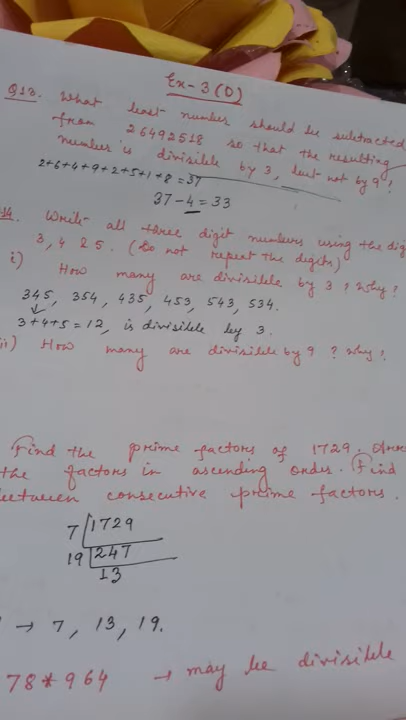 Ex-3(D)
Q13. What least number should be subtracted
from 26492518 so that the resulting
number is divisible by 3, but not by 9?
2+6+4+9+2+5+1+8=37
37-4=33
14. Write all three digit numbers using the dig
3, 4 & 5. (Do not repeat the digits)
i) How many are divisible by 3? Why?
345, 354, 435, 453, 543, 534.
3+4+5=12, is divisible by 3.
ii) How many are divisible by 9? Why?
Find the prime factors of 1729.
the factors in ascending order. Find
between consecutive prime factors.
7 1729
19 247
13
→ 7, 13, 19.
78*964 → may be divisible